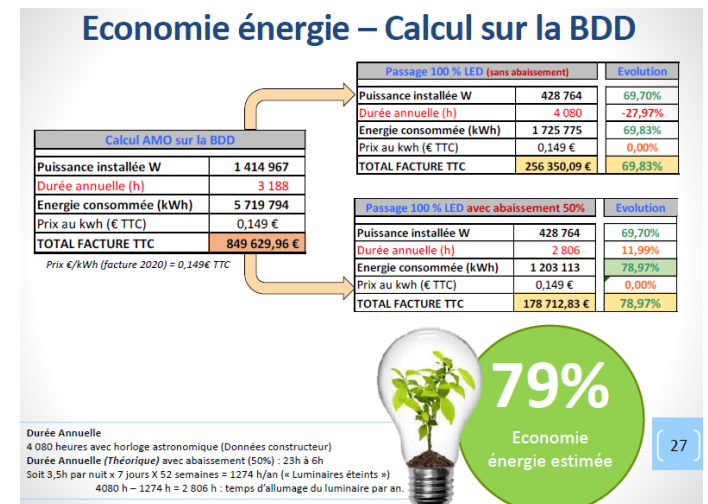 Economie énergie – Calcul sur la BDD
Passage 100 % LED (sans abaissement) Evolution
Puissance installée W 428 764 69,70%
Durée annuelle (h) 4 080 -27,97%
Energie consommée (kWh) 1 725 775 69,83%
Prix au kwh (€ TTC) 0,149 € 0,00%
TOTAL FACTURE TTC 256 350,09 € 69,83%
Calcul AMO sur la BDD
Puissance installée W 1 414 967
Durée annuelle (h) 3 188
Energie consommée (kWh) 5 719 794
Prix au kwh (€ TTC) 0,149 €
TOTAL FACTURE TTC 849 629,96 €
Prix €/kWh (facture 2020) = 0,149€ TTC
Passage 100 % LED avec abaissement 50% Evolution
Puissance installée W 428 764 69,70%
Durée annuelle (h) 2 806 11,99%
Energie consommée (kWh) 1 203 113 78,97%
Prix au kwh (€ TTC) 0,149 € 0,00%
TOTAL FACTURE TTC 178 712,83 € 78,97%
79%
Economie
énergie estimée
27
Durée Annuelle
4 080 heures avec horloge astronomique (Données constructeur)
Durée Annuelle (Théorique) avec abaissement (50%) : 23h à 6h
Soit 3,5h par nuit x 7 jours X 52 semaines = 1274 h/an (« Luminaires éteints »)
4080 h – 1274 h = 2 806 h : temps d’allumage du luminaire par an.